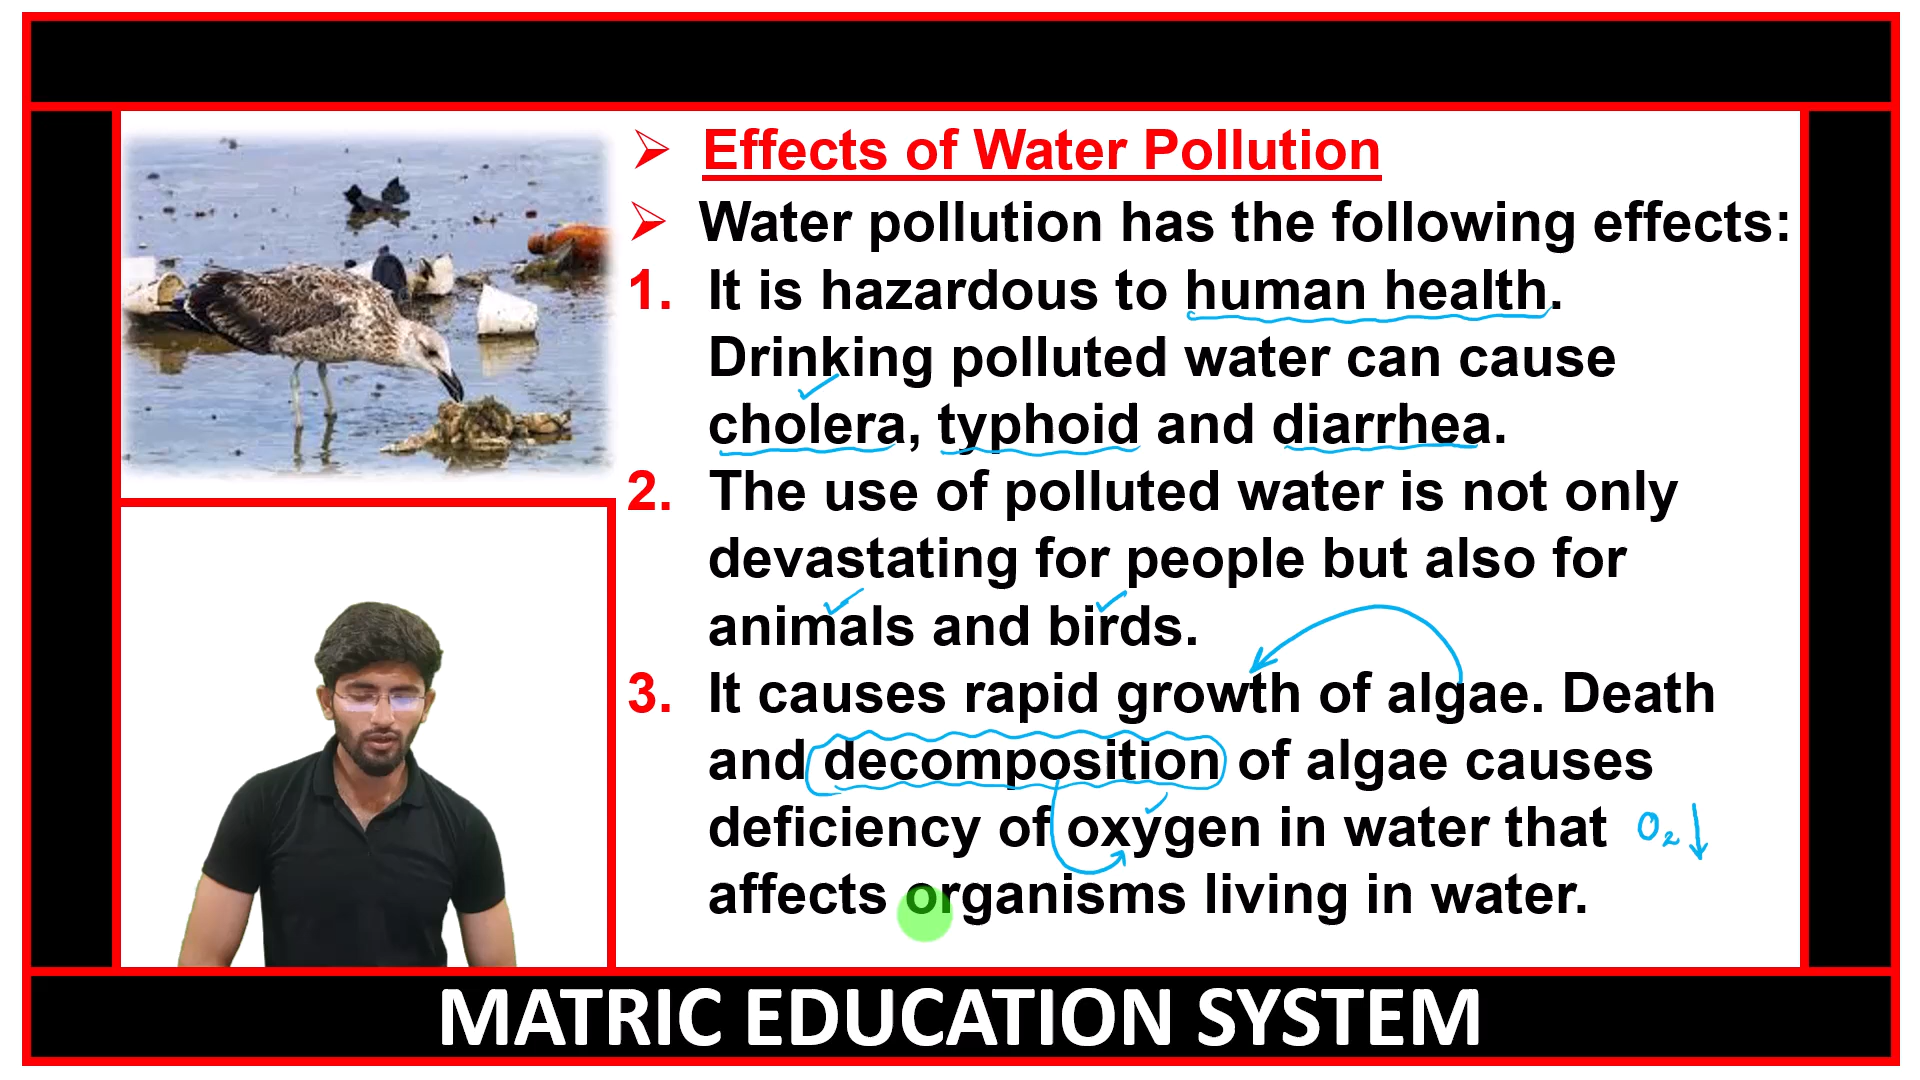 Effects of Water Pollution
Water pollution has the following effects:
1. It is hazardous to human health.
Drinking polluted water can cause
cholera, typhoid and diarrhea.
2. The use of polluted water is not only
devastating for people but also for
animals and birds.
3. It causes rapid growth of algae. Death
and decomposition of algae causes
deficiency of oxygen in water that O₂↓
affects organisms living in water.
MATRIC EDUCATION SYSTEM